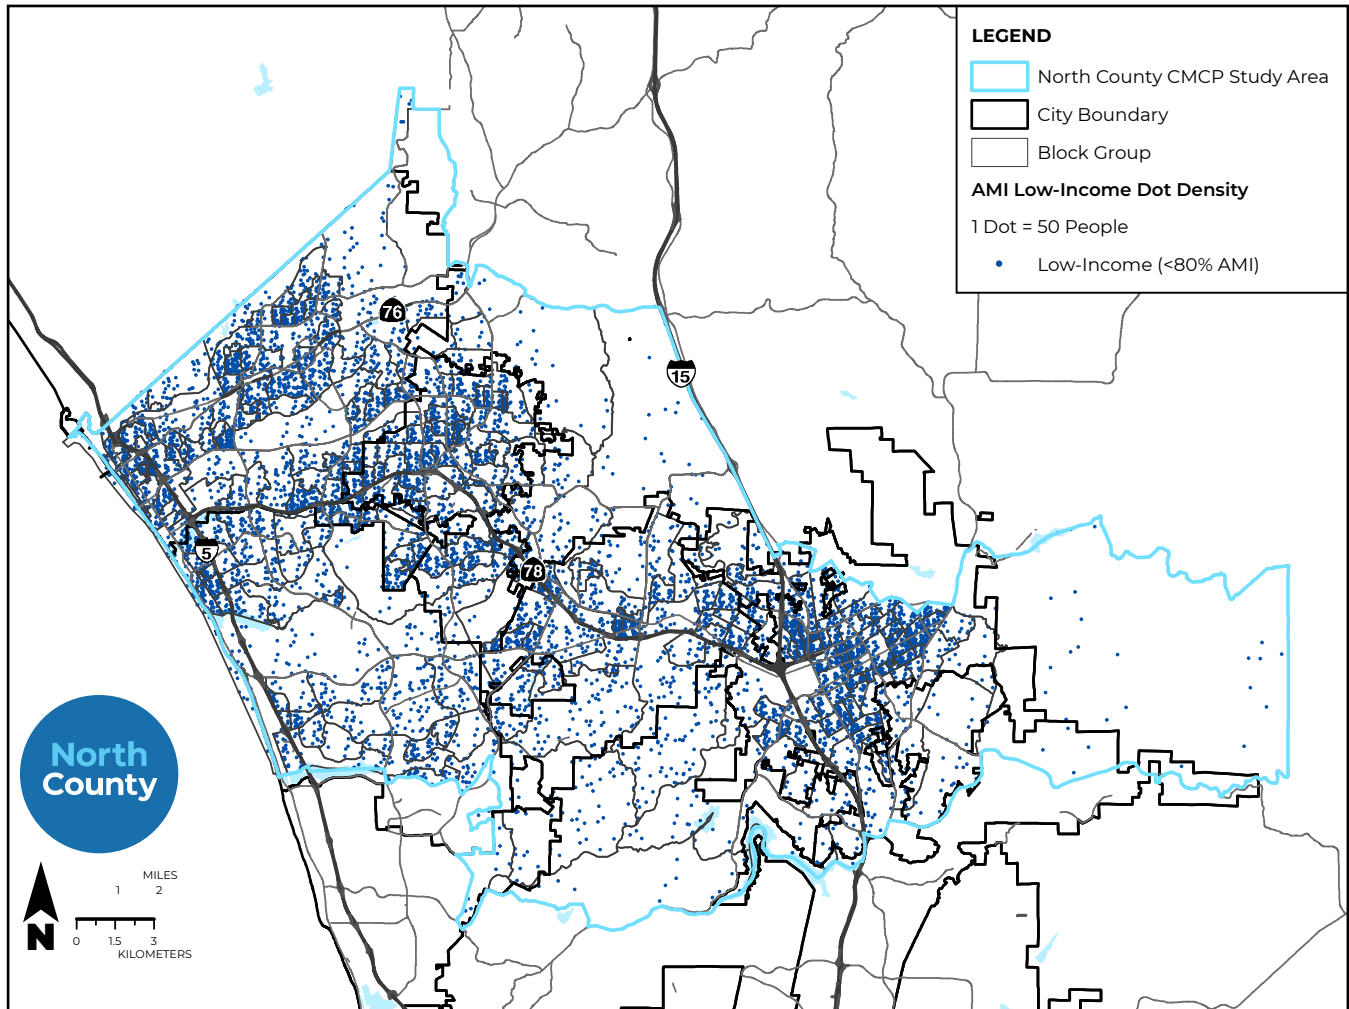 LEGEND
North County CMCP Study Area
City Boundary
Block Group
AMI Low-Income Dot Density
1 Dot = 50 People
Low-Income (<80% AMI)
76
15
5
78
North
County
MILES
1 2
0 1.5 3
KILOMETERS
N